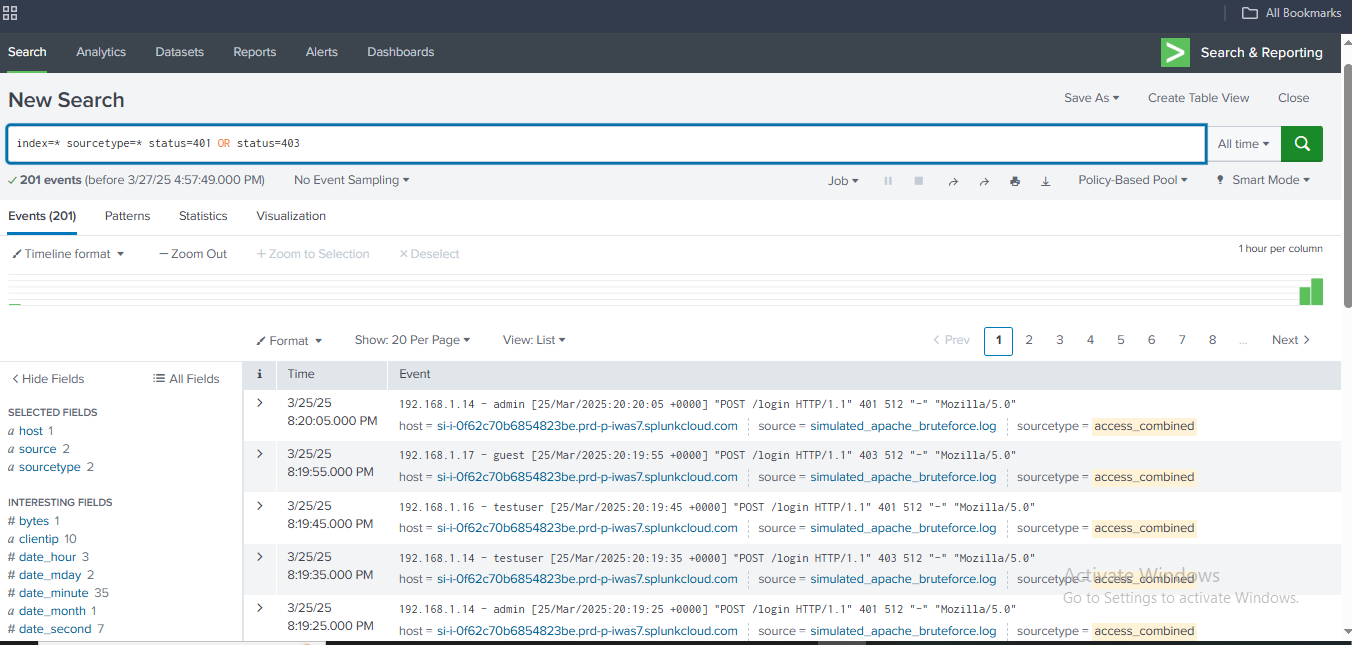 All Bookmarks
Search Analytics Datasets Reports Alerts Dashboards Search & Reporting
New Search Save As Create Table View Close
index=* sourcetype=* status=401 OR status=403 All time
201 events (before 3/27/25 4:57:49.000 PM) No Event Sampling Job Policy-Based Pool Smart Mode
Events (201) Patterns Statistics Visualization
Timeline format — Zoom Out + Zoom to Selection × Deselect 1 hour per column
Format Show: 20 Per Page View: List < Prev 1 2 3 4 5 6 7 8 ... Next >
< Hide Fields All Fields
SELECTED FIELDS
a host 1
a source 2
a sourcetype 2
INTERESTING FIELDS
# bytes 1
a clientip 10
# date_hour 3
# date_mday 2
# date_minute 35
a date_month 1
# date_second 7
i Time Event
3/25/25
8:20:05.000 PM
192.168.1.14 - admin [25/Mar/2025:20:20:05 +0000] "POST /login HTTP/1.1" 401 512 "-" "Mozilla/5.0"
host = si-i-0f62c70b6854823be.prd-p-iwas7.splunkcloud.com source = simulated_apache_bruteforce.log sourcetype = access_combined
3/25/25
8:19:55.000 PM
192.168.1.17 - guest [25/Mar/2025:20:19:55 +0000] "POST /login HTTP/1.1" 403 512 "-" "Mozilla/5.0"
host = si-i-0f62c70b6854823be.prd-p-iwas7.splunkcloud.com source = simulated_apache_bruteforce.log sourcetype = access_combined
3/25/25
8:19:45.000 PM
192.168.1.16 - testuser [25/Mar/2025:20:19:45 +0000] "POST /login HTTP/1.1" 401 512 "-" "Mozilla/5.0"
host = si-i-0f62c70b6854823be.prd-p-iwas7.splunkcloud.com source = simulated_apache_bruteforce.log sourcetype = access_combined
3/25/25
8:19:35.000 PM
192.168.1.14 - testuser [25/Mar/2025:20:19:35 +0000] "POST /login HTTP/1.1" 403 512 "-" "Mozilla/5.0"
host = si-i-0f62c70b6854823be.prd-p-iwas7.splunkcloud.com source = simulated_apache_bruteforce.log sourcetype = access_combined
3/25/25
8:19:25.000 PM
192.168.1.14 - admin [25/Mar/2025:20:19:25 +0000] "POST /login HTTP/1.1" 401 512 "-" "Mozilla/5.0"
host = si-i-0f62c70b6854823be.prd-p-iwas7.splunkcloud.com source = simulated_apache_bruteforce.log sourcetype = access_combined
Activate Windows
Go to Settings to activate Windows.